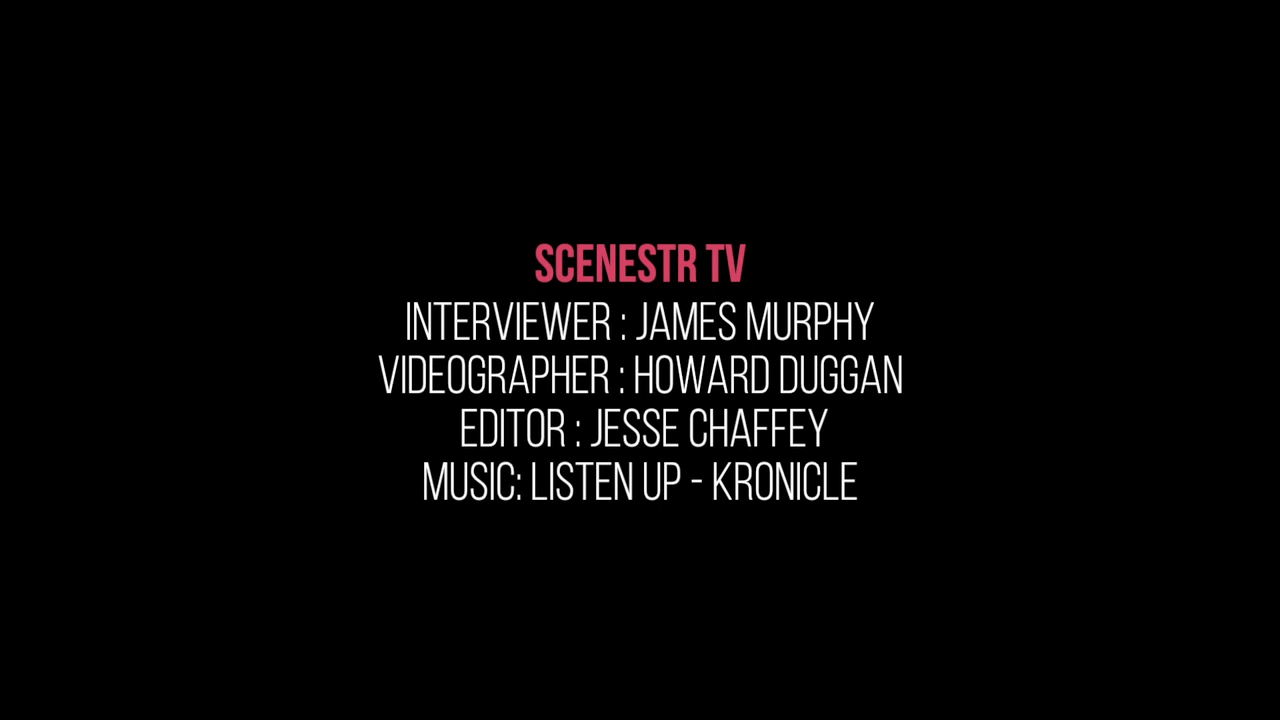 SCENESTR TV
INTERVIEWER : JAMES MURPHY
VIDEOGRAPHER : HOWARD DUGGAN
EDITOR : JESSE CHAFFEY
MUSIC: LISTEN UP - KRONICLE